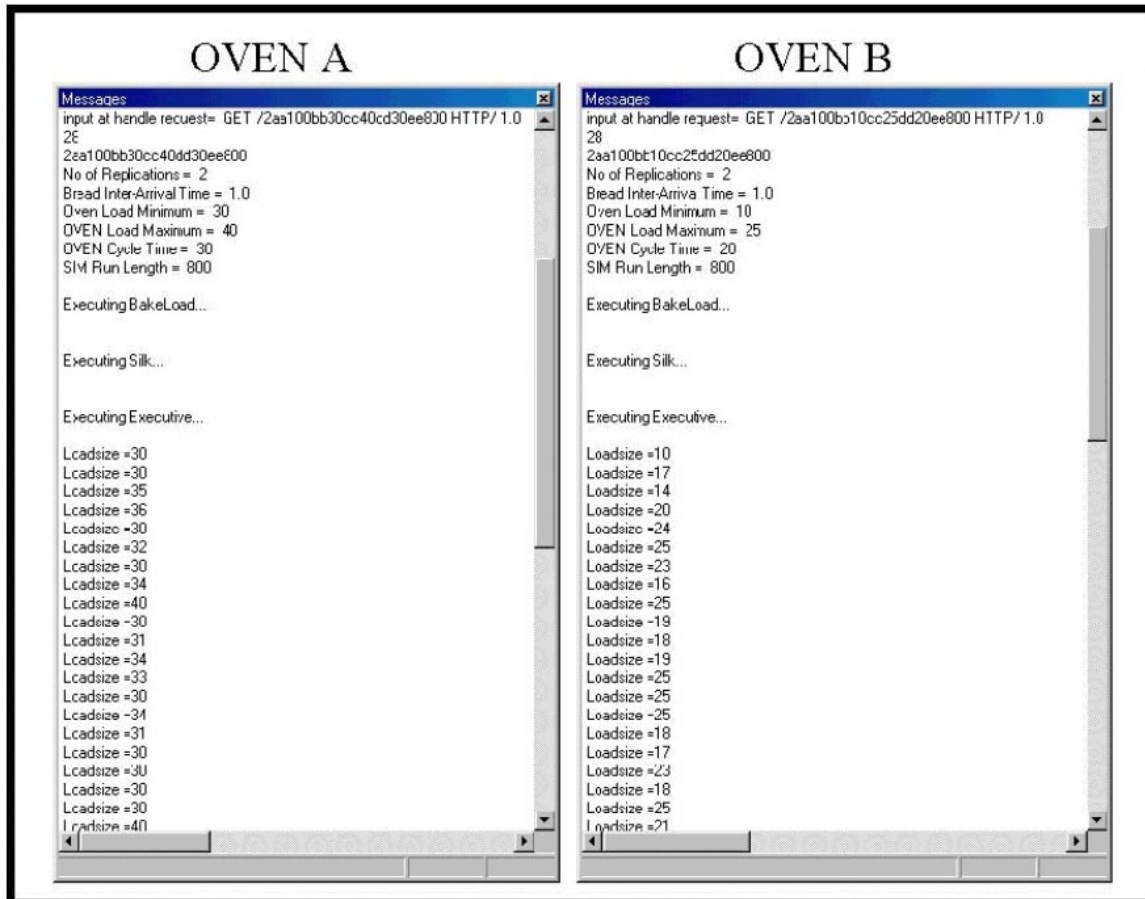 OVEN A
Messages
input at handle recuest= GET /2aa100bb30cc40cd30ee800 HTTP/ 1.0
28
2aa100bb30cc40dd30ee800
No of Replications = 2
Bread Inter-Arrival Time = 1.0
Oven Load Minimum = 30
OVEN Load Maximum = 40
OVEN Cycle Time = 30
SIM Run Length = 800
Executing BakeLoad...
Executing Silk...
Executing Executive...
Loadsize =30
Loadsize =30
Loadsize =35
Loadsize =36
Loadsize =30
Loadsize =32
Loadsize =30
Loadsize =34
Loadsize =40
Loadsize =30
Loadsize =31
Loadsize =34
Loadsize =33
Loadsize =30
Loadsize =34
Loadsize =31
Loadsize =30
Loadsize =30
Loadsize =30
Loadsize =30
Loadsize =40
OVEN B
Messages
input at handle request= GET /2aa100bb10cc25dd20ee800 HTTP/ 1.0
28
2aa100bb10cc25dd20ee800
No of Replications = 2
Bread Inter-Arrival Time = 1.0
Oven Load Minimum = 10
OVEN Load Maximum = 25
OVEN Cycle Time = 20
SIM Run Length = 800
Executing BakeLoad...
Executing Silk...
Executing Executive...
Loadsize =10
Loadsize =17
Loadsize =14
Loadsize =20
Loadsize =24
Loadsize =25
Loadsize =23
Loadsize =16
Loadsize =25
Loadsize =19
Loadsize =18
Loadsize =19
Loadsize =25
Loadsize =25
Loadsize =25
Loadsize =18
Loadsize =17
Loadsize =23
Loadsize =18
Loadsize =25
Loadsize =21